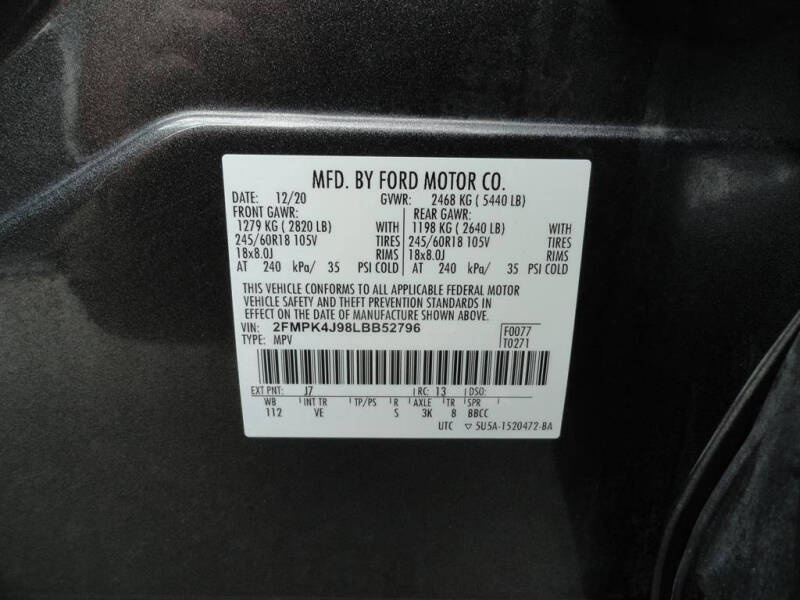 MFD. BY FORD MOTOR CO.
DATE: 12/20 GVWR: 2468 KG ( 5440 LB)
FRONT GAWR: REAR GAWR:
1279 KG ( 2820 LB) WITH 1198 KG ( 2640 LB) WITH
245/60R18 105V TIRES 245/60R18 105V TIRES
18x8.0J RIMS 18x8.0J RIMS
AT 240 kPa/ 35 PSI COLD AT 240 kPa/ 35 PSI COLD
THIS VEHICLE CONFORMS TO ALL APPLICABLE FEDERAL MOTOR
VEHICLE SAFETY AND THEFT PREVENTION STANDARDS IN
EFFECT ON THE DATE OF MANUFACTURE SHOWN ABOVE.
VIN: 2FMPK4J98LBB52796 F0077
TYPE: MPV T0271
EXT PNT: J7 RC: 13 DSO:
WB INT TR TP/PS R AXLE TR SPR
112 VE S 3K 8 BBCC
UTC ▽ 5U5A-1520472-BA